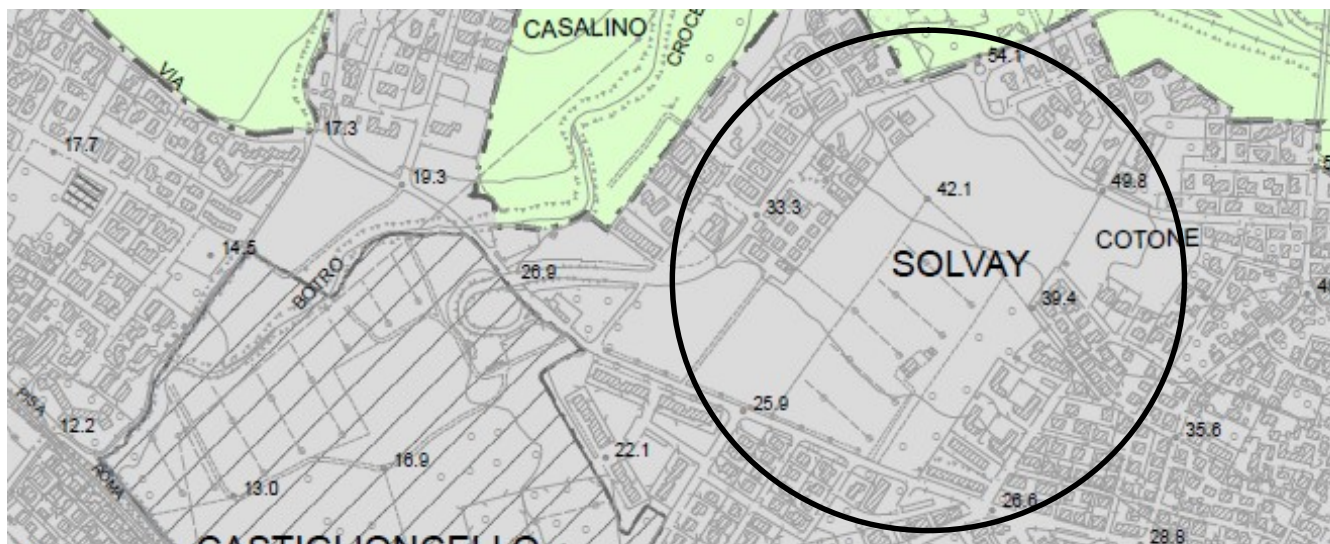 CASALINO
CROCE
54.1
VIA
17.3
17.7
19.3
49.8
42.1
33.3
COTONE
14.5
SOLVAY
26.9
BOTRO
39.4
PISA
25.9
12.2
35.6
22.1
16.9
ROMA
13.0
26.6
28.8
CASTIGLIONCELLO